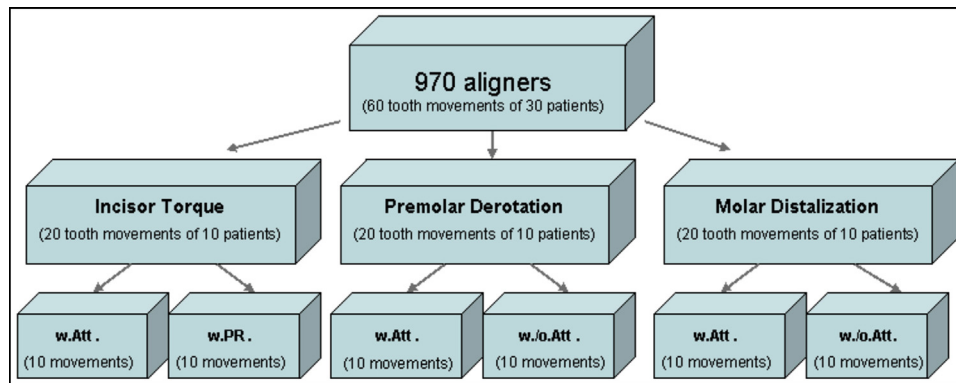 970 aligners
(60 tooth movements of 30 patients)
Incisor Torque
(20 tooth movements of 10 patients)
Premolar Derotation
(20 tooth movements of 10 patients)
Molar Distalization
(20 tooth movements of 10 patients)
w.Att .
(10 movements)
w.PR .
(10 movements)
w.Att .
(10 movements)
w./o.Att .
(10 movements)
w.Att .
(10 movements)
w./o.Att .
(10 movements)